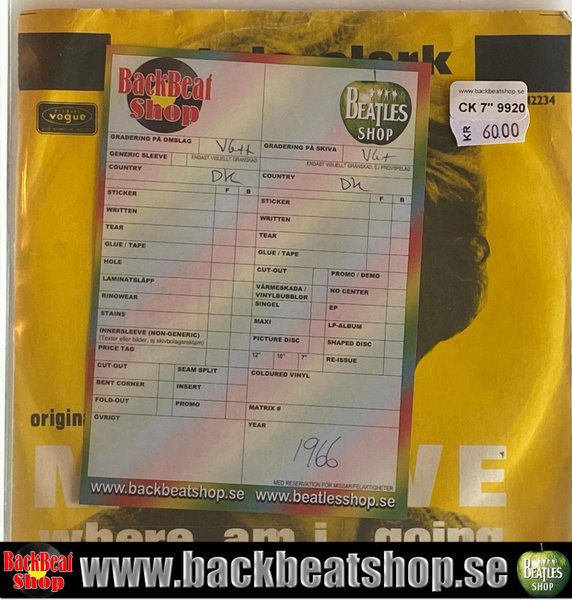 www.backbeatshop.se
CK 7" 9920
KR 60.00
2234
vogue
BackBeat
Shop
BEATLES
SHOP
GRADERING PÅ OMSLAG VG++
ENDAST VISUELLT GRANSKAD
GENERIC SLEEVE
COUNTRY DK
STICKER F B
WRITTEN
TEAR
GLUE / TAPE
HOLE
LAMINATSLÄPP
RINGWEAR
STAINS
INNERSLEEVE (NON-GENERIC)
(Texter eller bilder, ej skivbolagsreklam)
PRICE TAG
CUT-OUT SEAM SPLIT
BENT CORNER INSERT
FOLD-OUT PROMO
ÖVRIGT
GRADERING PÅ SKIVA VG+
ENDAST VISUELLT GRANSKAD, EJ PROVSPELAD
COUNTRY DK
STICKER F B
WRITTEN
TEAR
GLUE / TAPE
CUT-OUT PROMO / DEMO
VÄRMESKADA / VINYLBUBBLOR NO CENTER
SINGEL EP
MAXI LP-ALBUM
PICTURE DISC SHAPED DISC
12" 10" 7" RE-ISSUE
COLOURED VINYL
MATRIX #
YEAR
1966
MED RESERVATION FÖR MISSAR/FELAKTIGHETER
www.backbeatshop.se www.beatlesshop.se
origin
M VE
where am i going
BackBeat
Shop
www.backbeatshop.se
BEATLES
SHOP